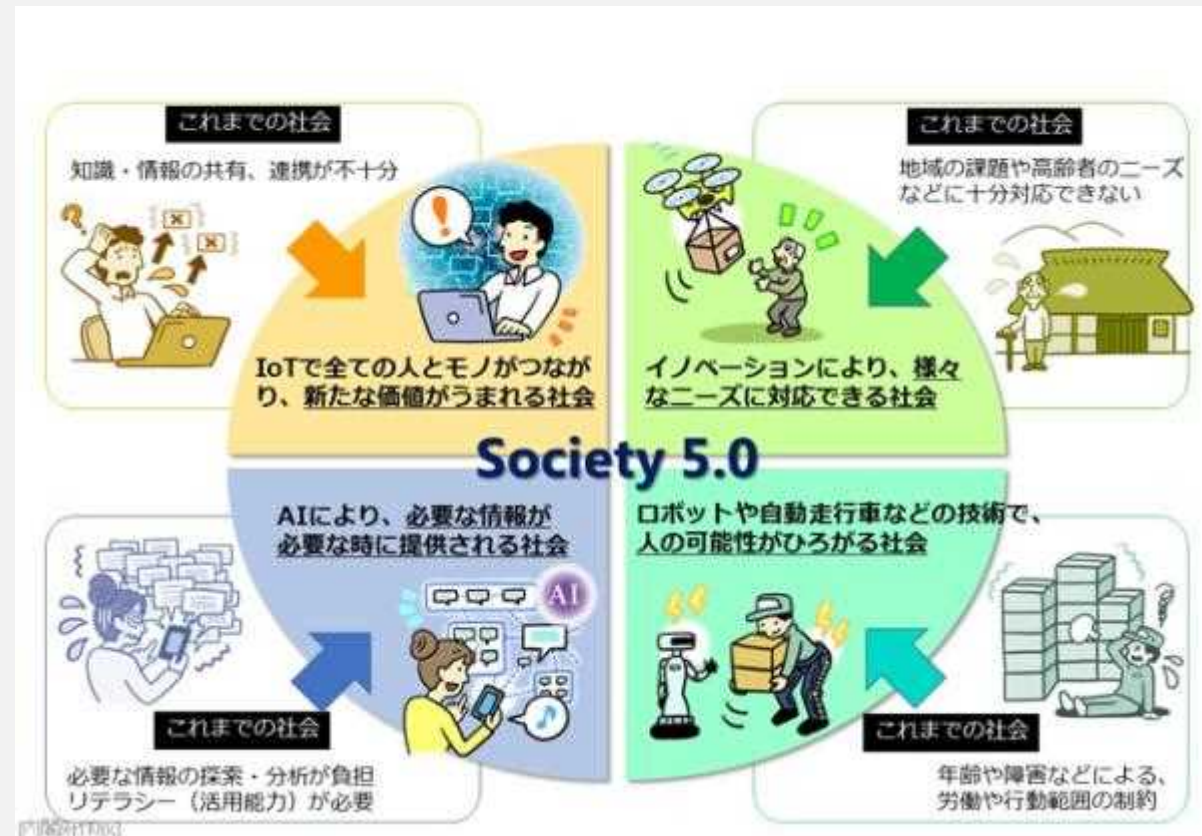 これまでの社会
知識・情報の共有、連携が不十分
IoTで全ての人とモノがつなが
り、新たな価値がうまれる社会
これまでの社会
地域の課題や高齢者のニーズ
などに十分対応できない
イノベーションにより、様々
なニーズに対応できる社会
Society 5.0
AIにより、必要な情報が
必要な時に提供される社会
AI
これまでの社会
必要な情報の探索・分析が負担
リテラシー（活用能力）が必要
ロボットや自動走行車などの技術で、
人の可能性がひろがる社会
これまでの社会
年齢や障害などによる、
労働や行動範囲の制約